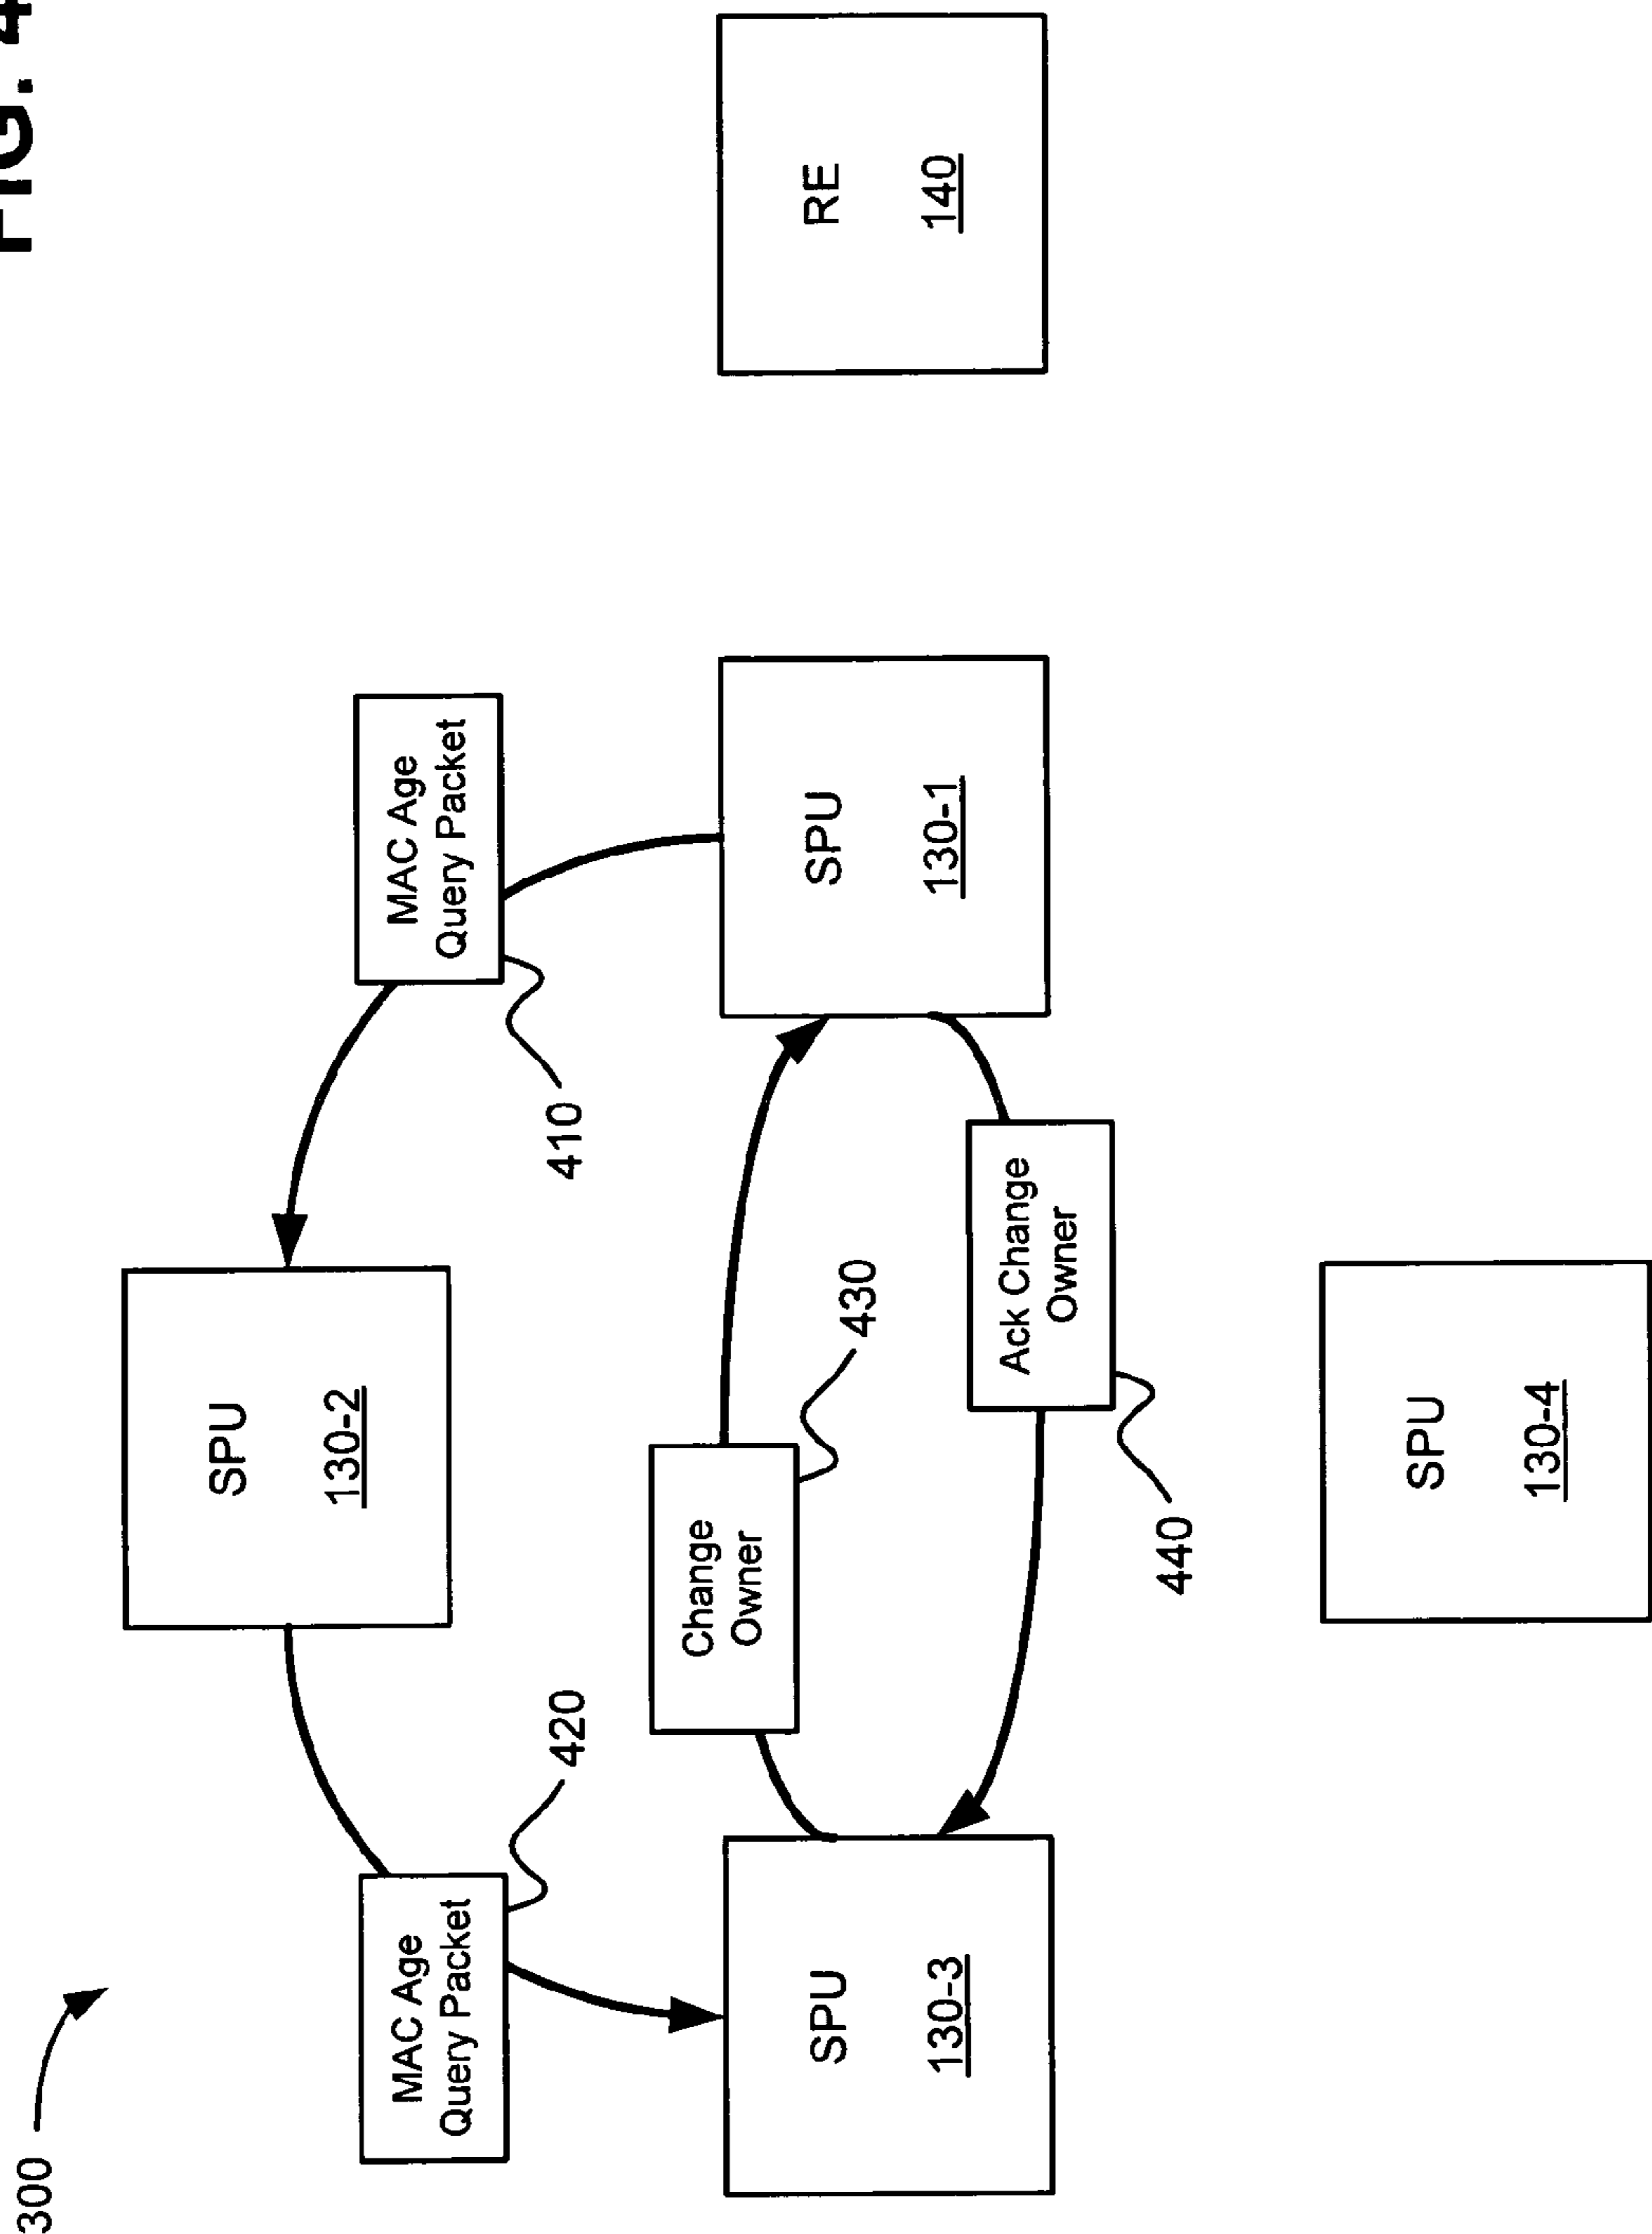 300
FIG. 4
SPU
130-2
MAC Age
Query Packet
420
MAC Age
Query Packet
410
Change
Owner
430
SPU
130-3
SPU
130-1
RE
140
Ack Change
Owner
440
SPU
130-4